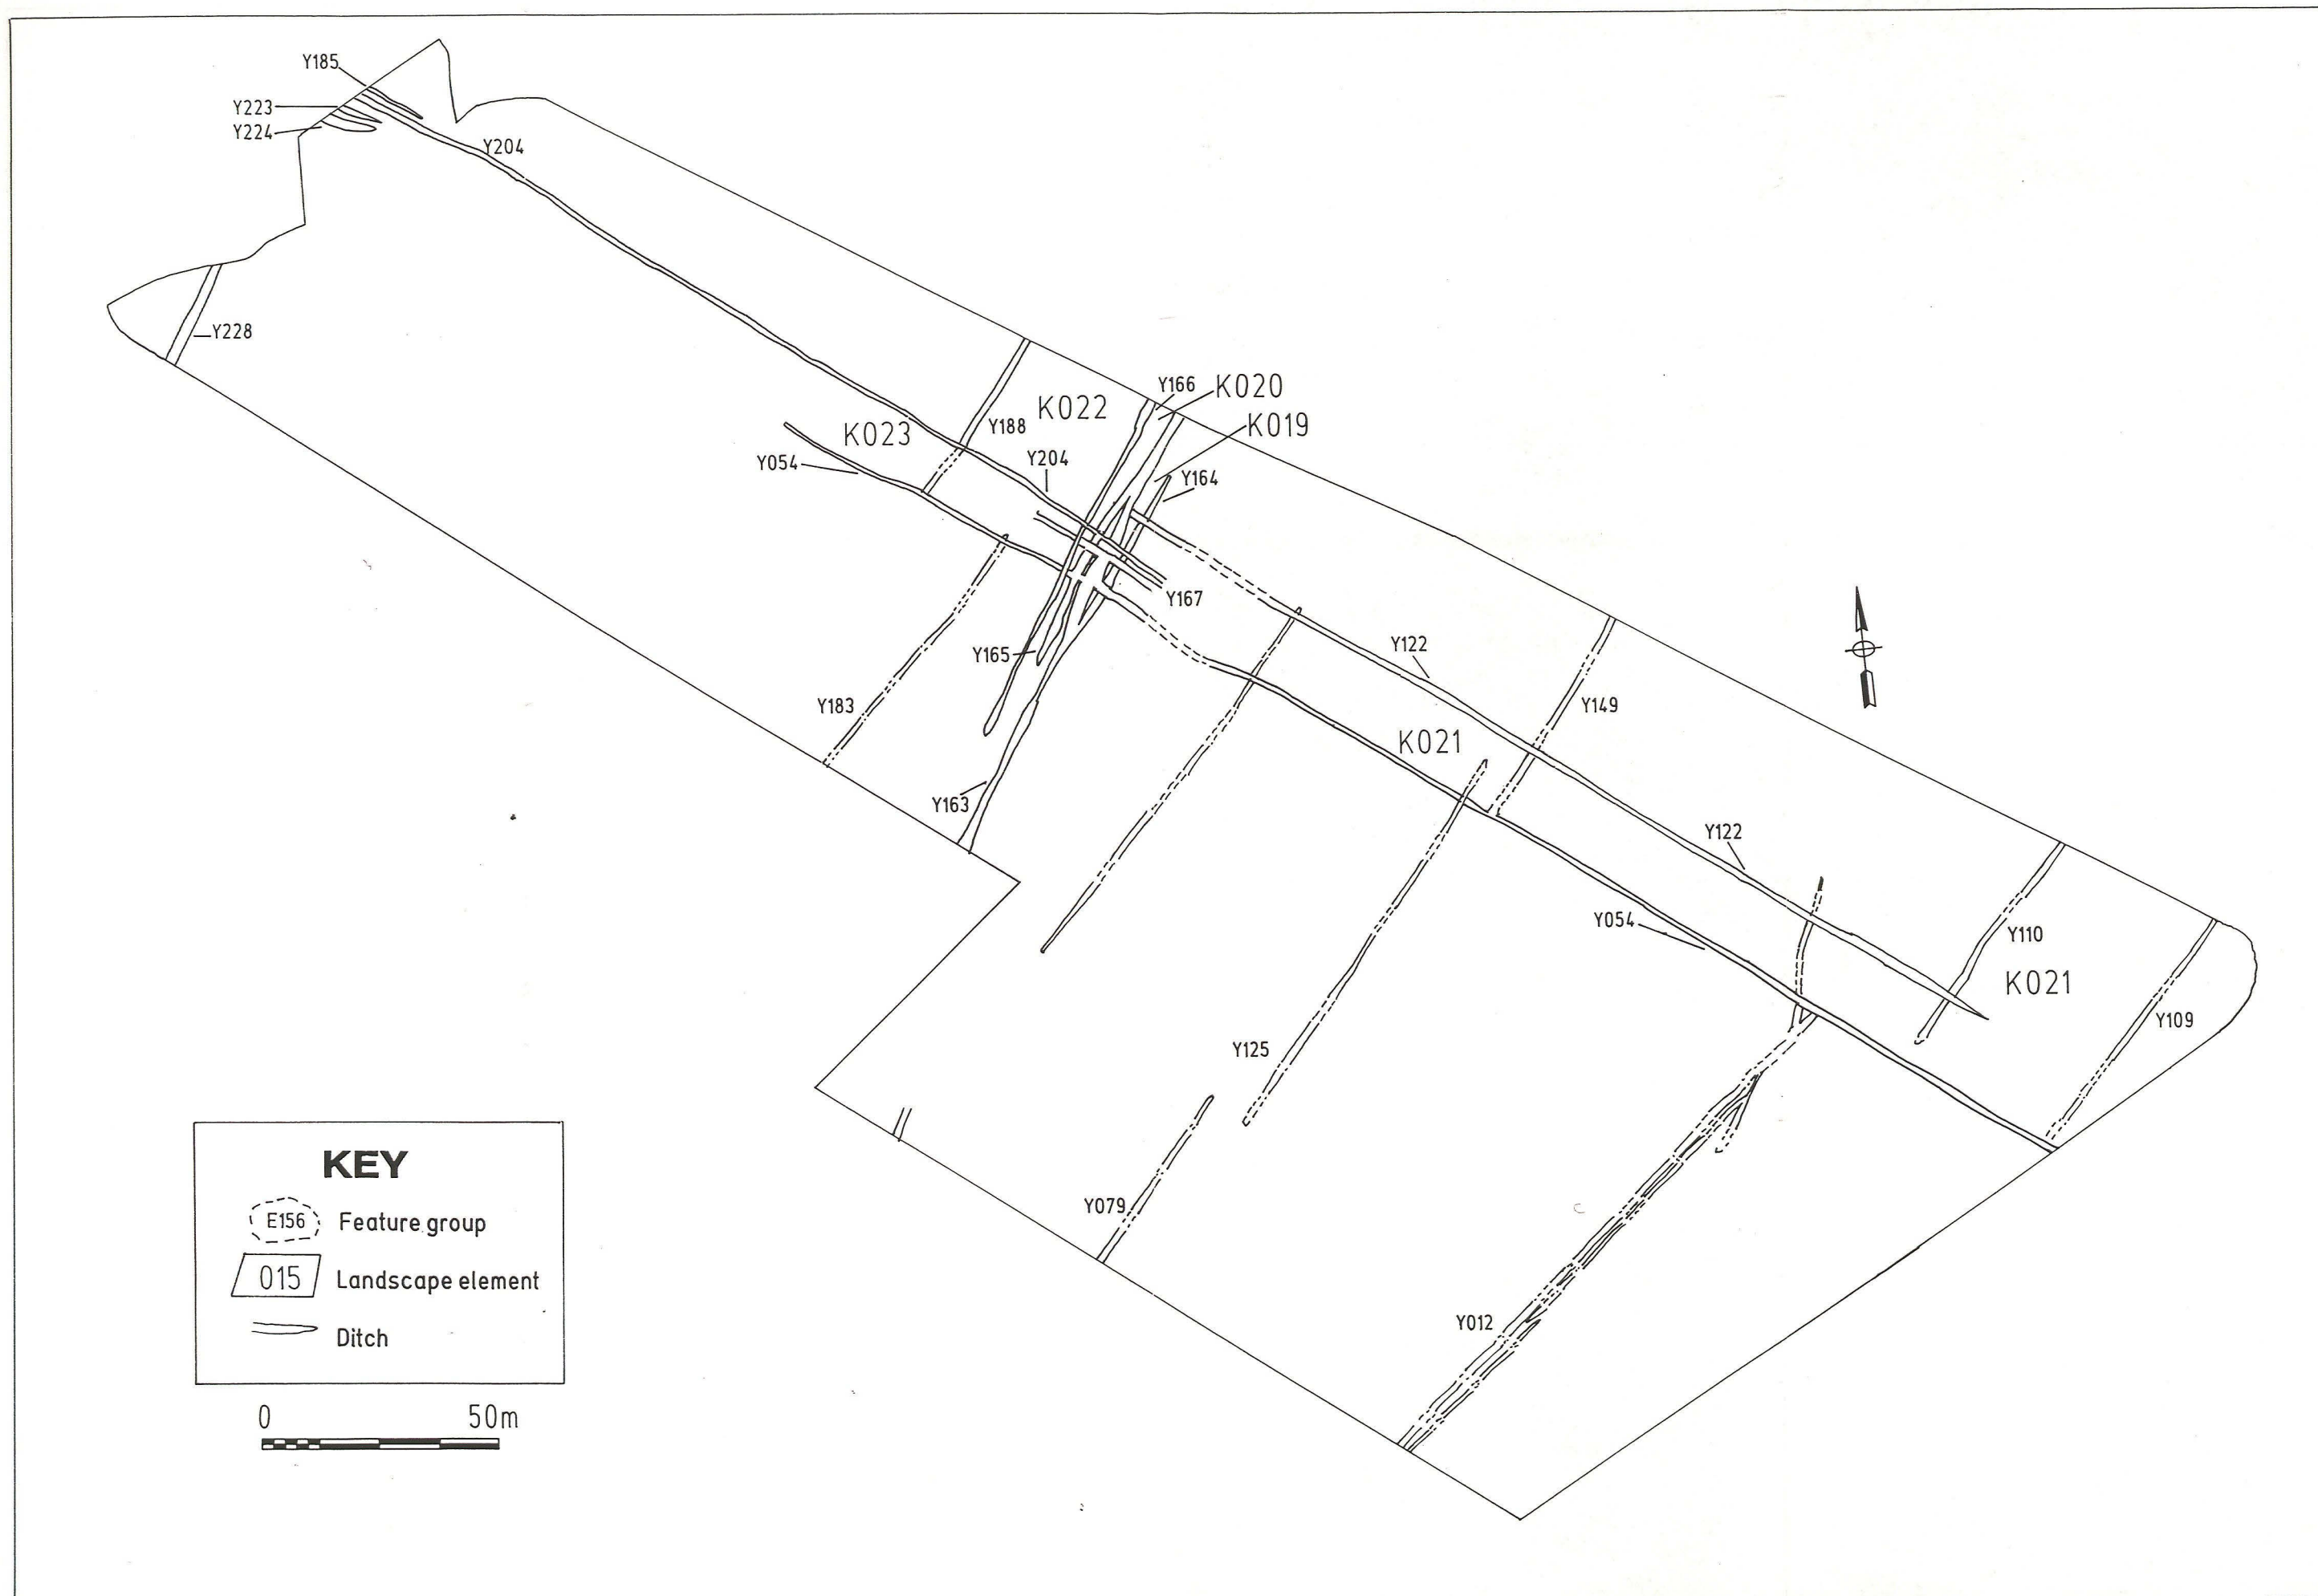 Y185
Y223
Y224
Y204
Y228
Y166
K020
K022
K019
Y188
K023
Y204
Y054
Y164
Y167
Y122
Y165
Y183
Y149
K021
Y163
Y122
Y054
Y110
K021
Y109
Y125
Y079
Y012
KEY
E156 Feature group
015 Landscape element
Ditch
0 50m